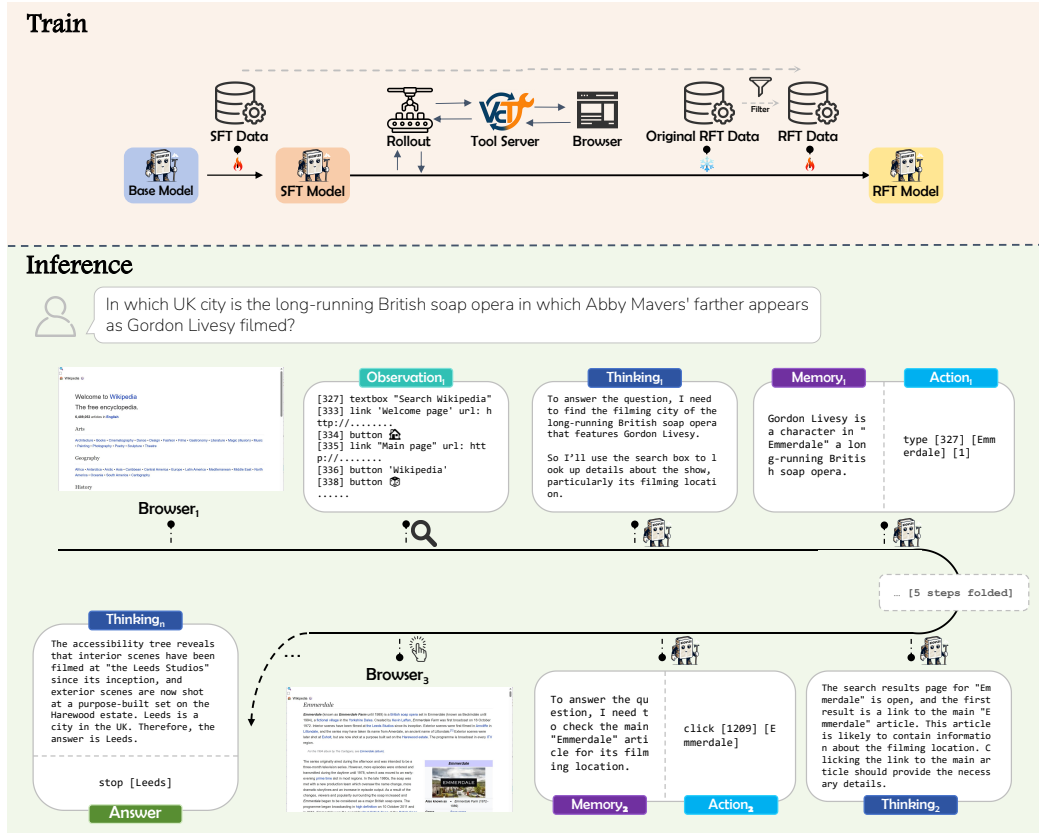 Train
SFT Data
Rollout
Tool Server
Browser
Original RFT Data
Filter
RFT Data
Base Model
SFT Model
RFT Model
Inference
In which UK city is the long-running British soap opera in which Abby Mavers' farther appears
as Gordon Livesy filmed?
Welcome to Wikipedia
The free encyclopedia.
Arts
Geography
History
Browser1
Observation1
[327] textbox "Search Wikipedia"
[333] link 'Welcome page' url: h
ttp://........
[334] button
[335] link "Main page" url: htt
p://........
[336] button 'Wikipedia'
[338] button
......
Thinking1
To answer the question, I need
to find the filming city of the
long-running British soap opera
that features Gordon Livesy.
So I'll use the search box to l
ook up details about the show,
particularly its filming locati
on.
Memory1
Gordon Livesy is
a character in "
Emmerdale" a lon
g-running Britis
h soap opera.
Action1
type [327] [Emm
erdale] [1]
… [5 steps folded]
Thinking2
The search results page for "Em
merdale" is open, and the first
result is a link to the main "E
mmerdale" article. This article
is likely to contain informatio
n about the filming location. C
licking the link to the main ar
ticle should provide the necess
ary details.
Memory2
To answer the qu
estion, I need t
o check the main
"Emmerdale" arti
cle for its film
ing location.
Action2
click [1209] [E
mmerdale]
Browser3
Emmerdale
...
Thinkingn
The accessibility tree reveals
that interior scenes have been
filmed at "the Leeds Studios"
since its inception, and
exterior scenes are now shot
at a purpose-built set on the
Harewood estate. Leeds is a
city in the UK. Therefore, the
answer is Leeds.
stop [Leeds]
Answer